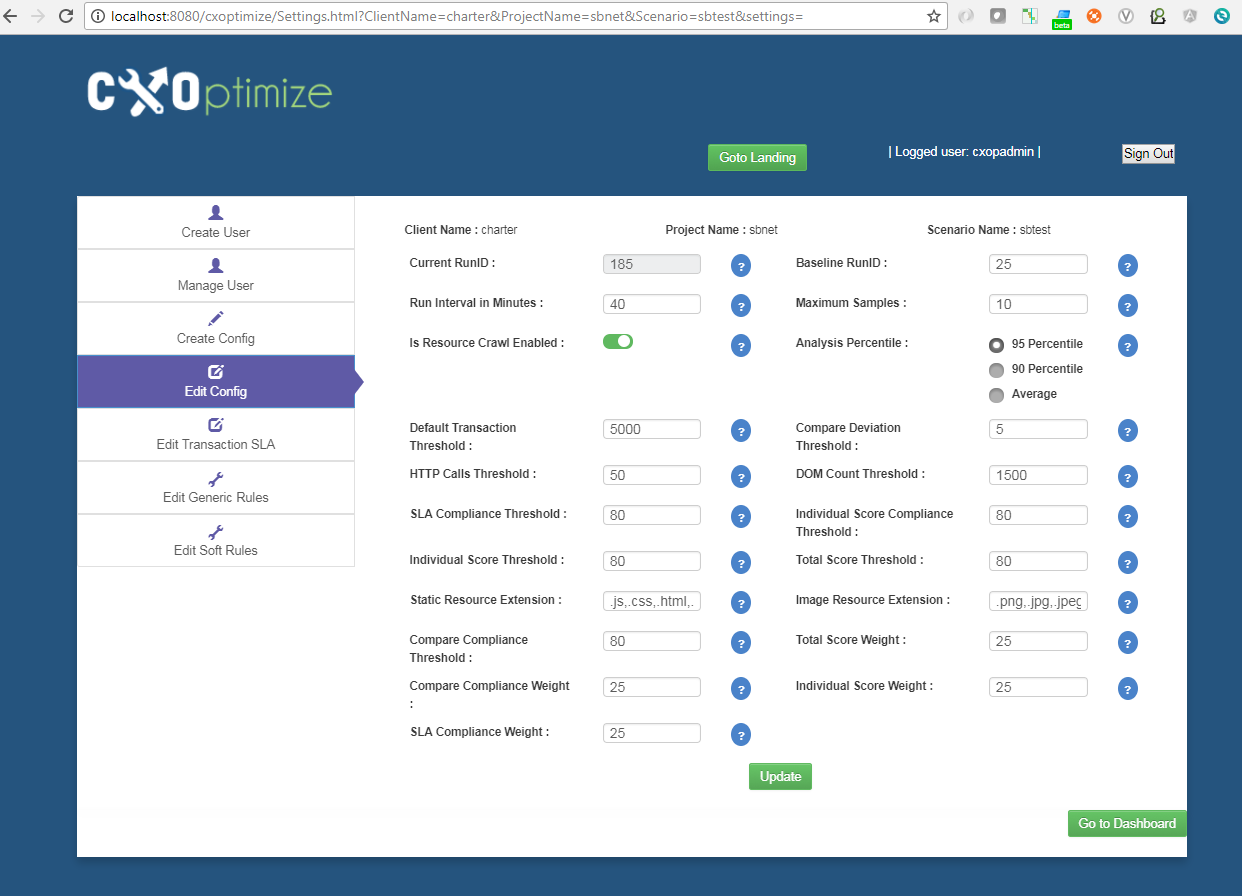 localhost:8080/cxoptimize/Settings.html?ClientName=charter&ProjectName=sbnet&Scenario=sbtest&settings=
beta
CXOptimize
Goto Landing
| Logged user: cxopadmin |
Sign Out
Create User
Manage User
Create Config
Edit Config
Edit Transaction SLA
Edit Generic Rules
Edit Soft Rules
Client Name : charter Project Name : sbnet Scenario Name : sbtest
Current RunID : 185 ? Baseline RunID : 25 ?
Run Interval in Minutes : 40 ? Maximum Samples : 10 ?
Is Resource Crawl Enabled : ? Analysis Percentile : 95 Percentile ?
90 Percentile
Average
Default Transaction
Threshold : 5000 ? Compare Deviation
Threshold : 5 ?
HTTP Calls Threshold : 50 ? DOM Count Threshold : 1500 ?
SLA Compliance Threshold : 80 ? Individual Score Compliance
Threshold : 80 ?
Individual Score Threshold : 80 ? Total Score Threshold : 80 ?
Static Resource Extension : .js,.css,.html,. ? Image Resource Extension : .png,.jpg,.jpeg ?
Compare Compliance
Threshold : 80 ? Total Score Weight : 25 ?
Compare Compliance Weight
: 25 ? Individual Score Weight : 25 ?
SLA Compliance Weight : 25 ?
Update
Go to Dashboard